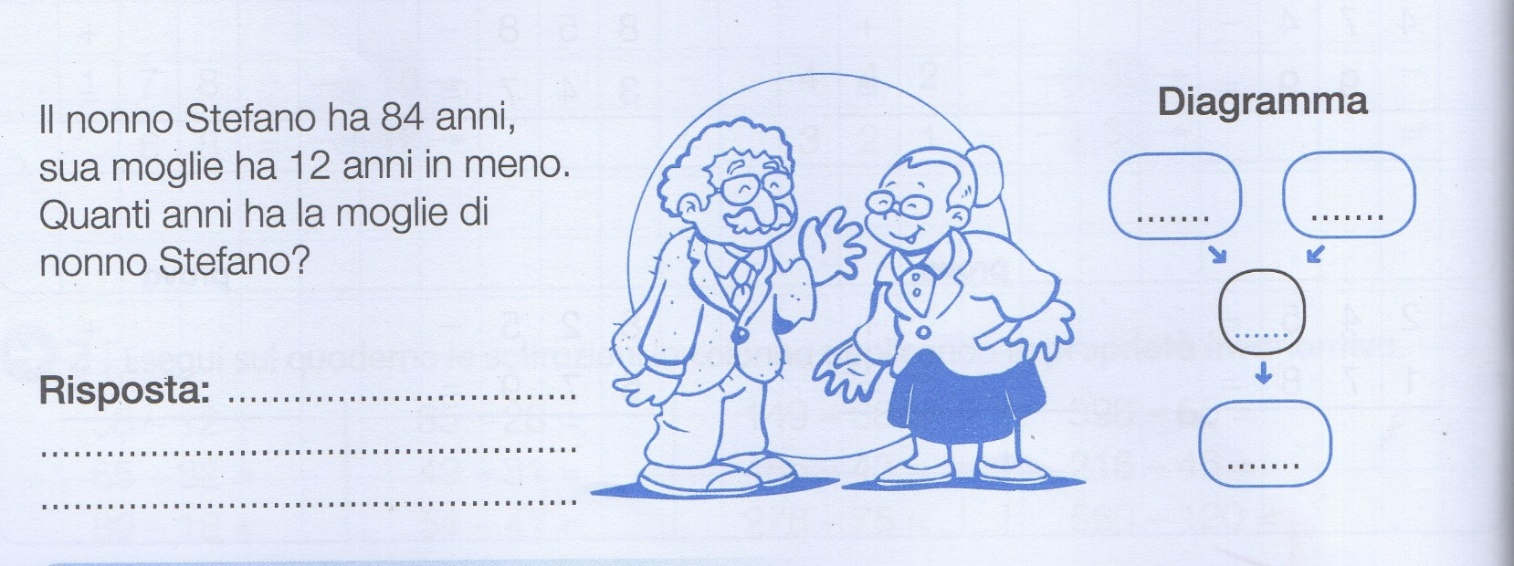 Il nonno Stefano ha 84 anni,
sua moglie ha 12 anni in meno.
Quanti anni ha la moglie di
nonno Stefano?
Risposta: ................................
................................................
................................................
Diagramma
....... .......
......
.......